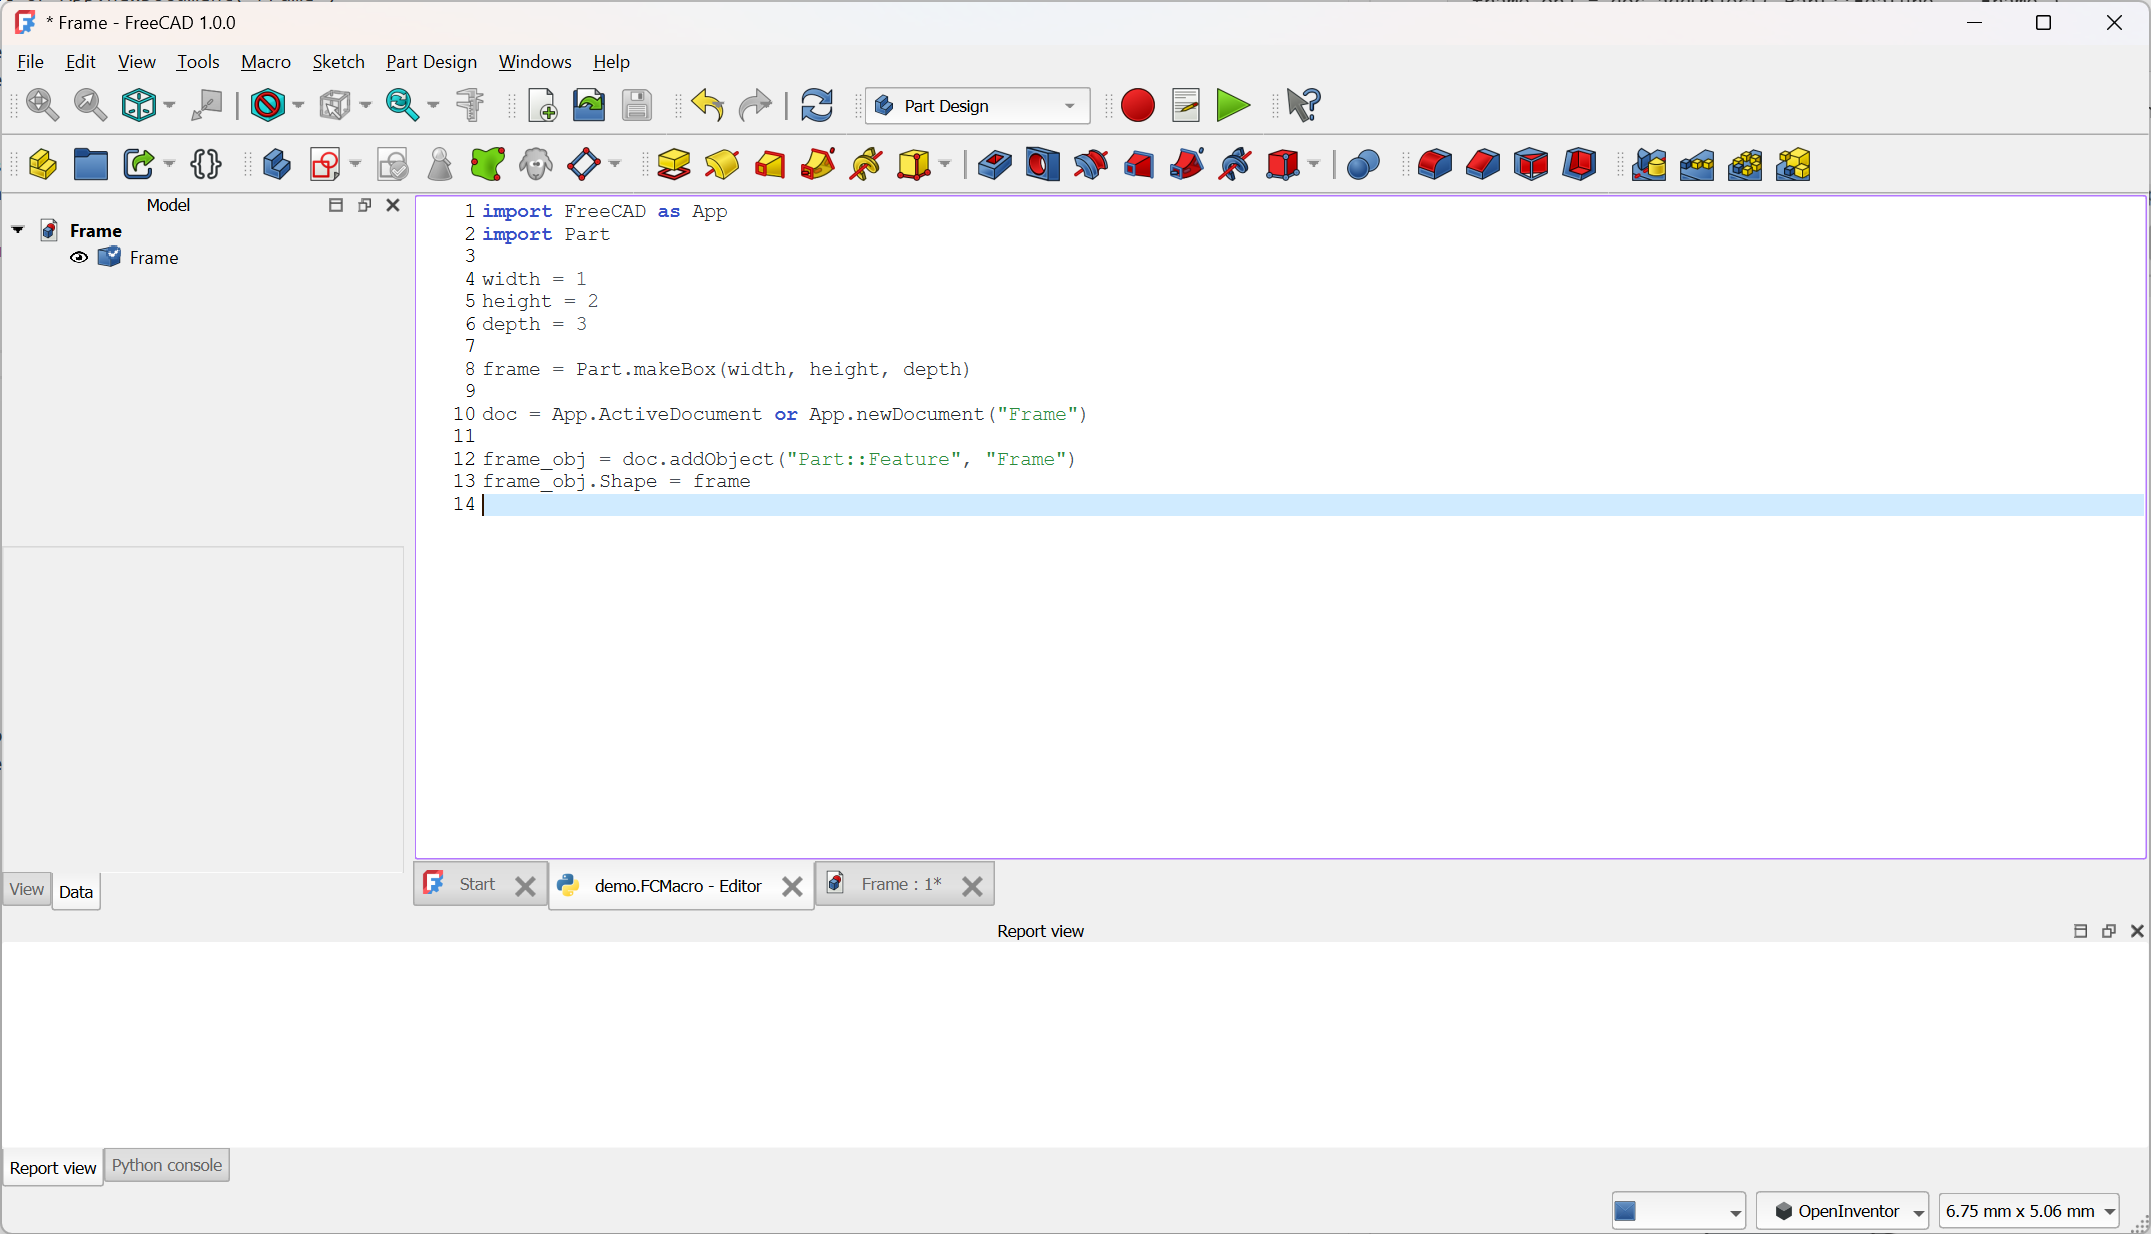 * Frame - FreeCAD 1.0.0
File Edit View Tools Macro Sketch Part Design Windows Help
Part Design
Model
Frame
Frame
1 import FreeCAD as App
2 import Part
3
4 width = 1
5 height = 2
6 depth = 3
7
8 frame = Part.makeBox(width, height, depth)
9
10 doc = App.ActiveDocument or App.newDocument("Frame")
11
12 frame_obj = doc.addObject("Part::Feature", "Frame")
13 frame_obj.Shape = frame
14
View Data
Start demo.FCMacro - Editor Frame : 1*
Report view
Report view Python console
OpenInventor 6.75 mm x 5.06 mm